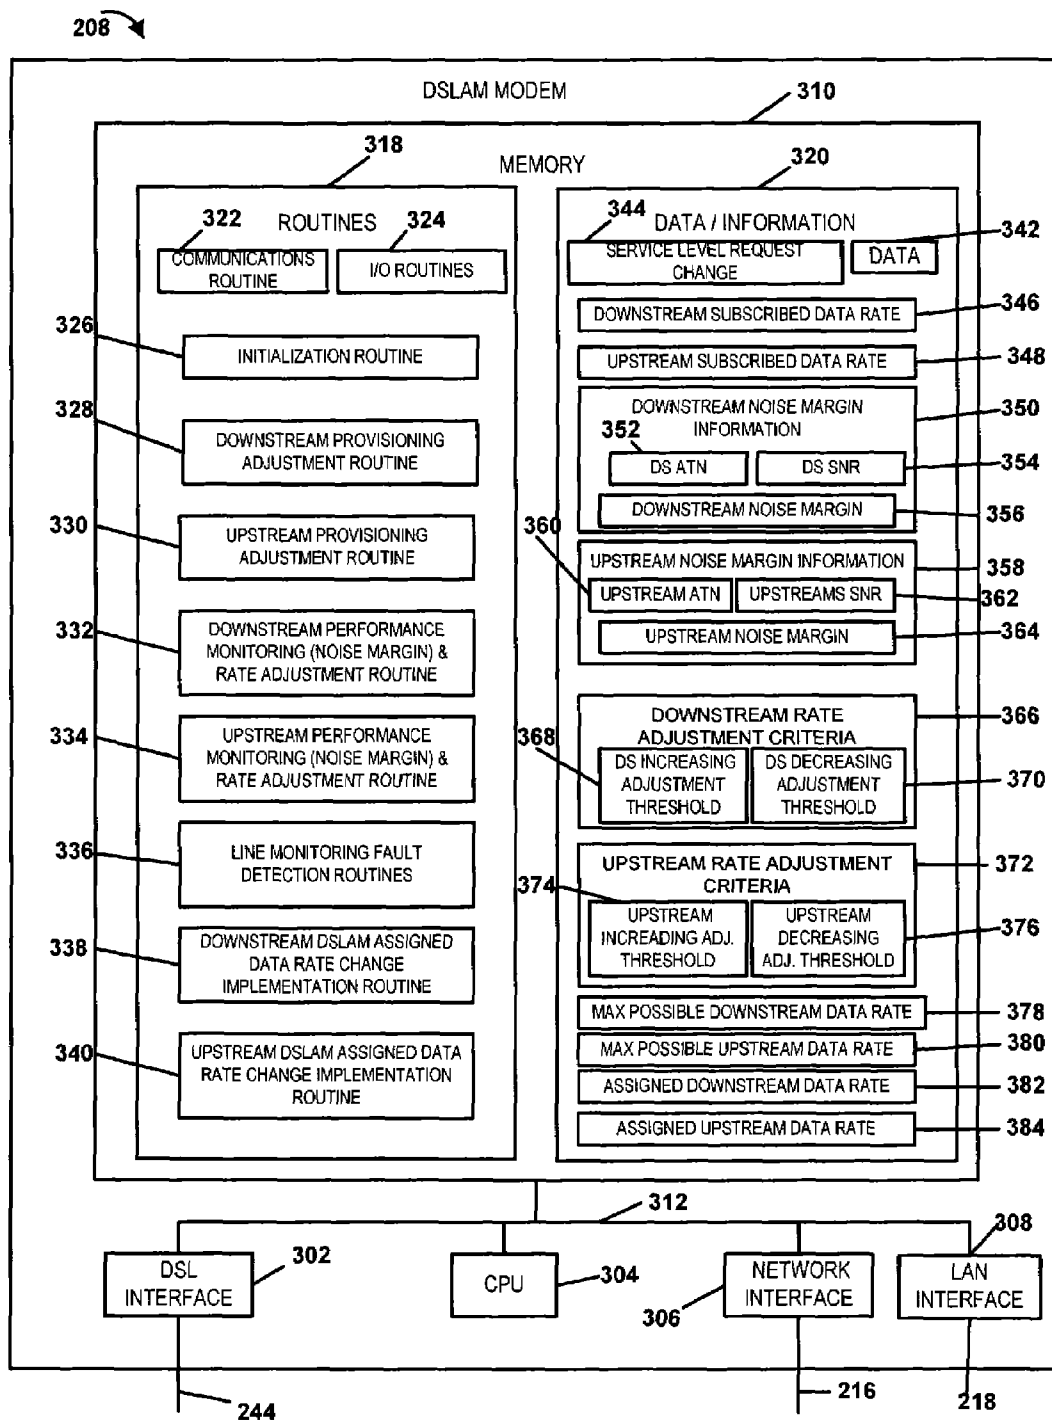 208
DSLAM MODEM
310
318
MEMORY
320
ROUTINES
322
324
COMMUNICATIONS
ROUTINE
I/O ROUTINES
326
INITIALIZATION ROUTINE
328
DOWNSTREAM PROVISIONING
ADJUSTMENT ROUTINE
330
UPSTREAM PROVISIONING
ADJUSTMENT ROUTINE
332
DOWNSTREAM PERFORMANCE
MONITORING (NOISE MARGIN) &
RATE ADJUSTMENT ROUTINE
334
UPSTREAM PERFORMANCE
MONITORING (NOISE MARGIN) &
RATE ADJUSTMENT ROUTINE
336
LINE MONITORING FAULT
DETECTION ROUTINES
338
DOWNSTREAM DSLAM ASSIGNED
DATA RATE CHANGE
IMPLEMENTATION ROUTINE
340
UPSTREAM DSLAM ASSIGNED DATA
RATE CHANGE IMPLEMENTATION
ROUTINE
DATA / INFORMATION
344
342
SERVICE LEVEL REQUEST
CHANGE
DATA
346
DOWNSTREAM SUBSCRIBED DATA RATE
348
UPSTREAM SUBSCRIBED DATA RATE
350
DOWNSTREAM NOISE MARGIN
INFORMATION
352
DS ATN
DS SNR
354
DOWNSTREAM NOISE MARGIN
356
360
UPSTREAM NOISE MARGIN INFORMATION
358
UPSTREAM ATN
UPSTREAMS SNR
362
UPSTREAM NOISE MARGIN
364
DOWNSTREAM RATE
ADJUSTMENT CRITERIA
366
368
DS INCREASING
ADJUSTMENT
THRESHOLD
DS DECREASING
ADJUSTMENT
THRESHOLD
370
UPSTREAM RATE ADJUSTMENT
CRITERIA
372
374
UPSTREAM
INCREADING ADJ.
THRESHOLD
UPSTREAM
DECREASING
ADJ. THRESHOLD
376
MAX POSSIBLE DOWNSTREAM DATA RATE
378
MAX POSSIBLE UPSTREAM DATA RATE
380
ASSIGNED DOWNSTREAM DATA RATE
382
ASSIGNED UPSTREAM DATA RATE
384
312
DSL
INTERFACE
302
CPU
304
NETWORK
INTERFACE
306
308
LAN
INTERFACE
244
216
218